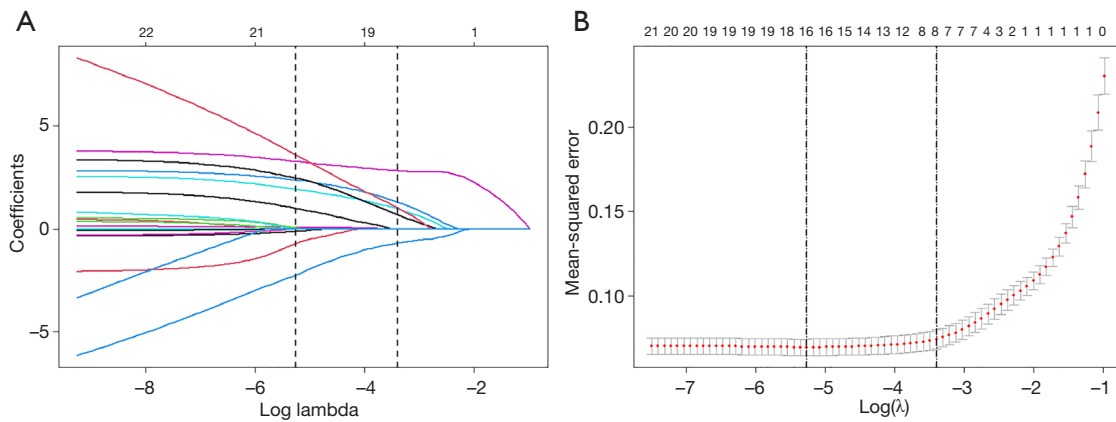 A
22 21 19 1
5
0
−5
Coefficients
−8 −6 −4 −2
Log lambda
B
21 20 20 19 19 19 19 18 16 16 15 14 13 12 8 8 7 7 7 4 3 2 1 1 1 1 1 0
0.20
0.15
0.10
Mean-squared error
−7 −6 −5 −4 −3 −2 −1
Log(λ)